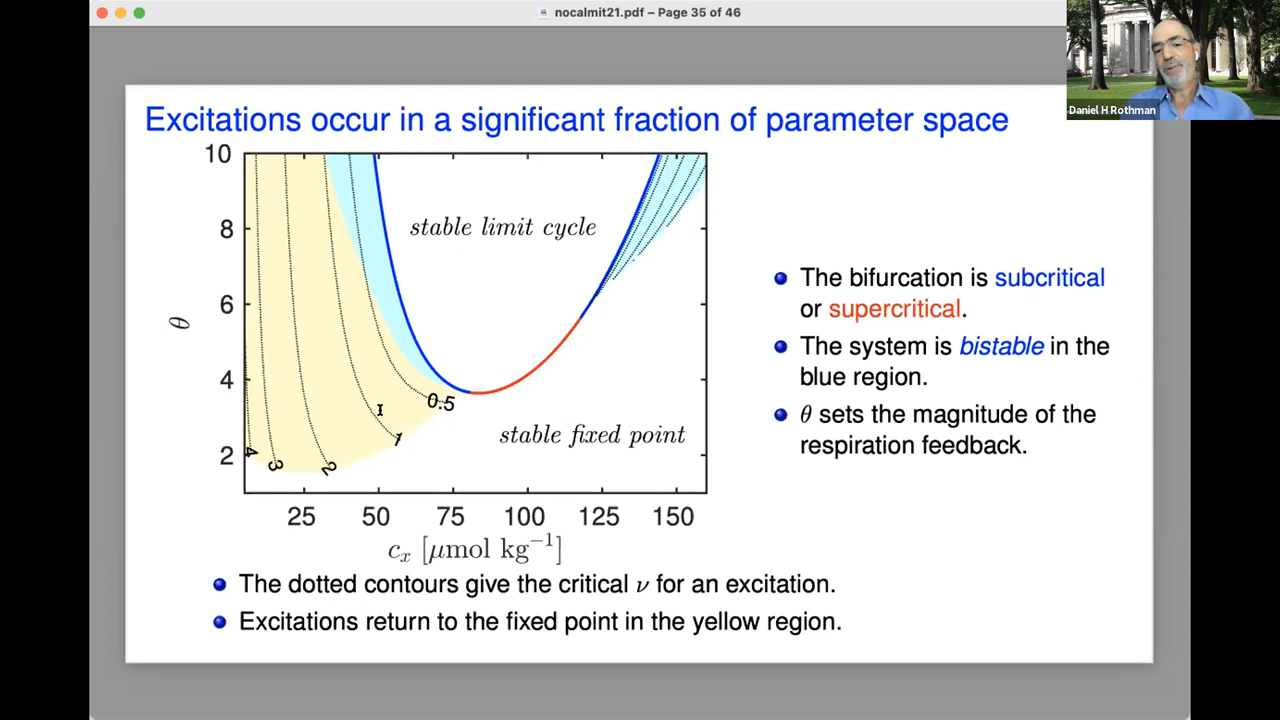 nocalmit21.pdf – Page 35 of 46
Daniel H Rothman
Excitations occur in a significant fraction of parameter space
10
8
6
4
2
θ
stable limit cycle
stable fixed point
4
3
2
1
0.5
25 50 75 100 125 150
cₓ [μmol kg⁻¹]
The bifurcation is subcritical
or supercritical.
The system is bistable in the
blue region.
θ sets the magnitude of the
respiration feedback.
The dotted contours give the critical ν for an excitation.
Excitations return to the fixed point in the yellow region.